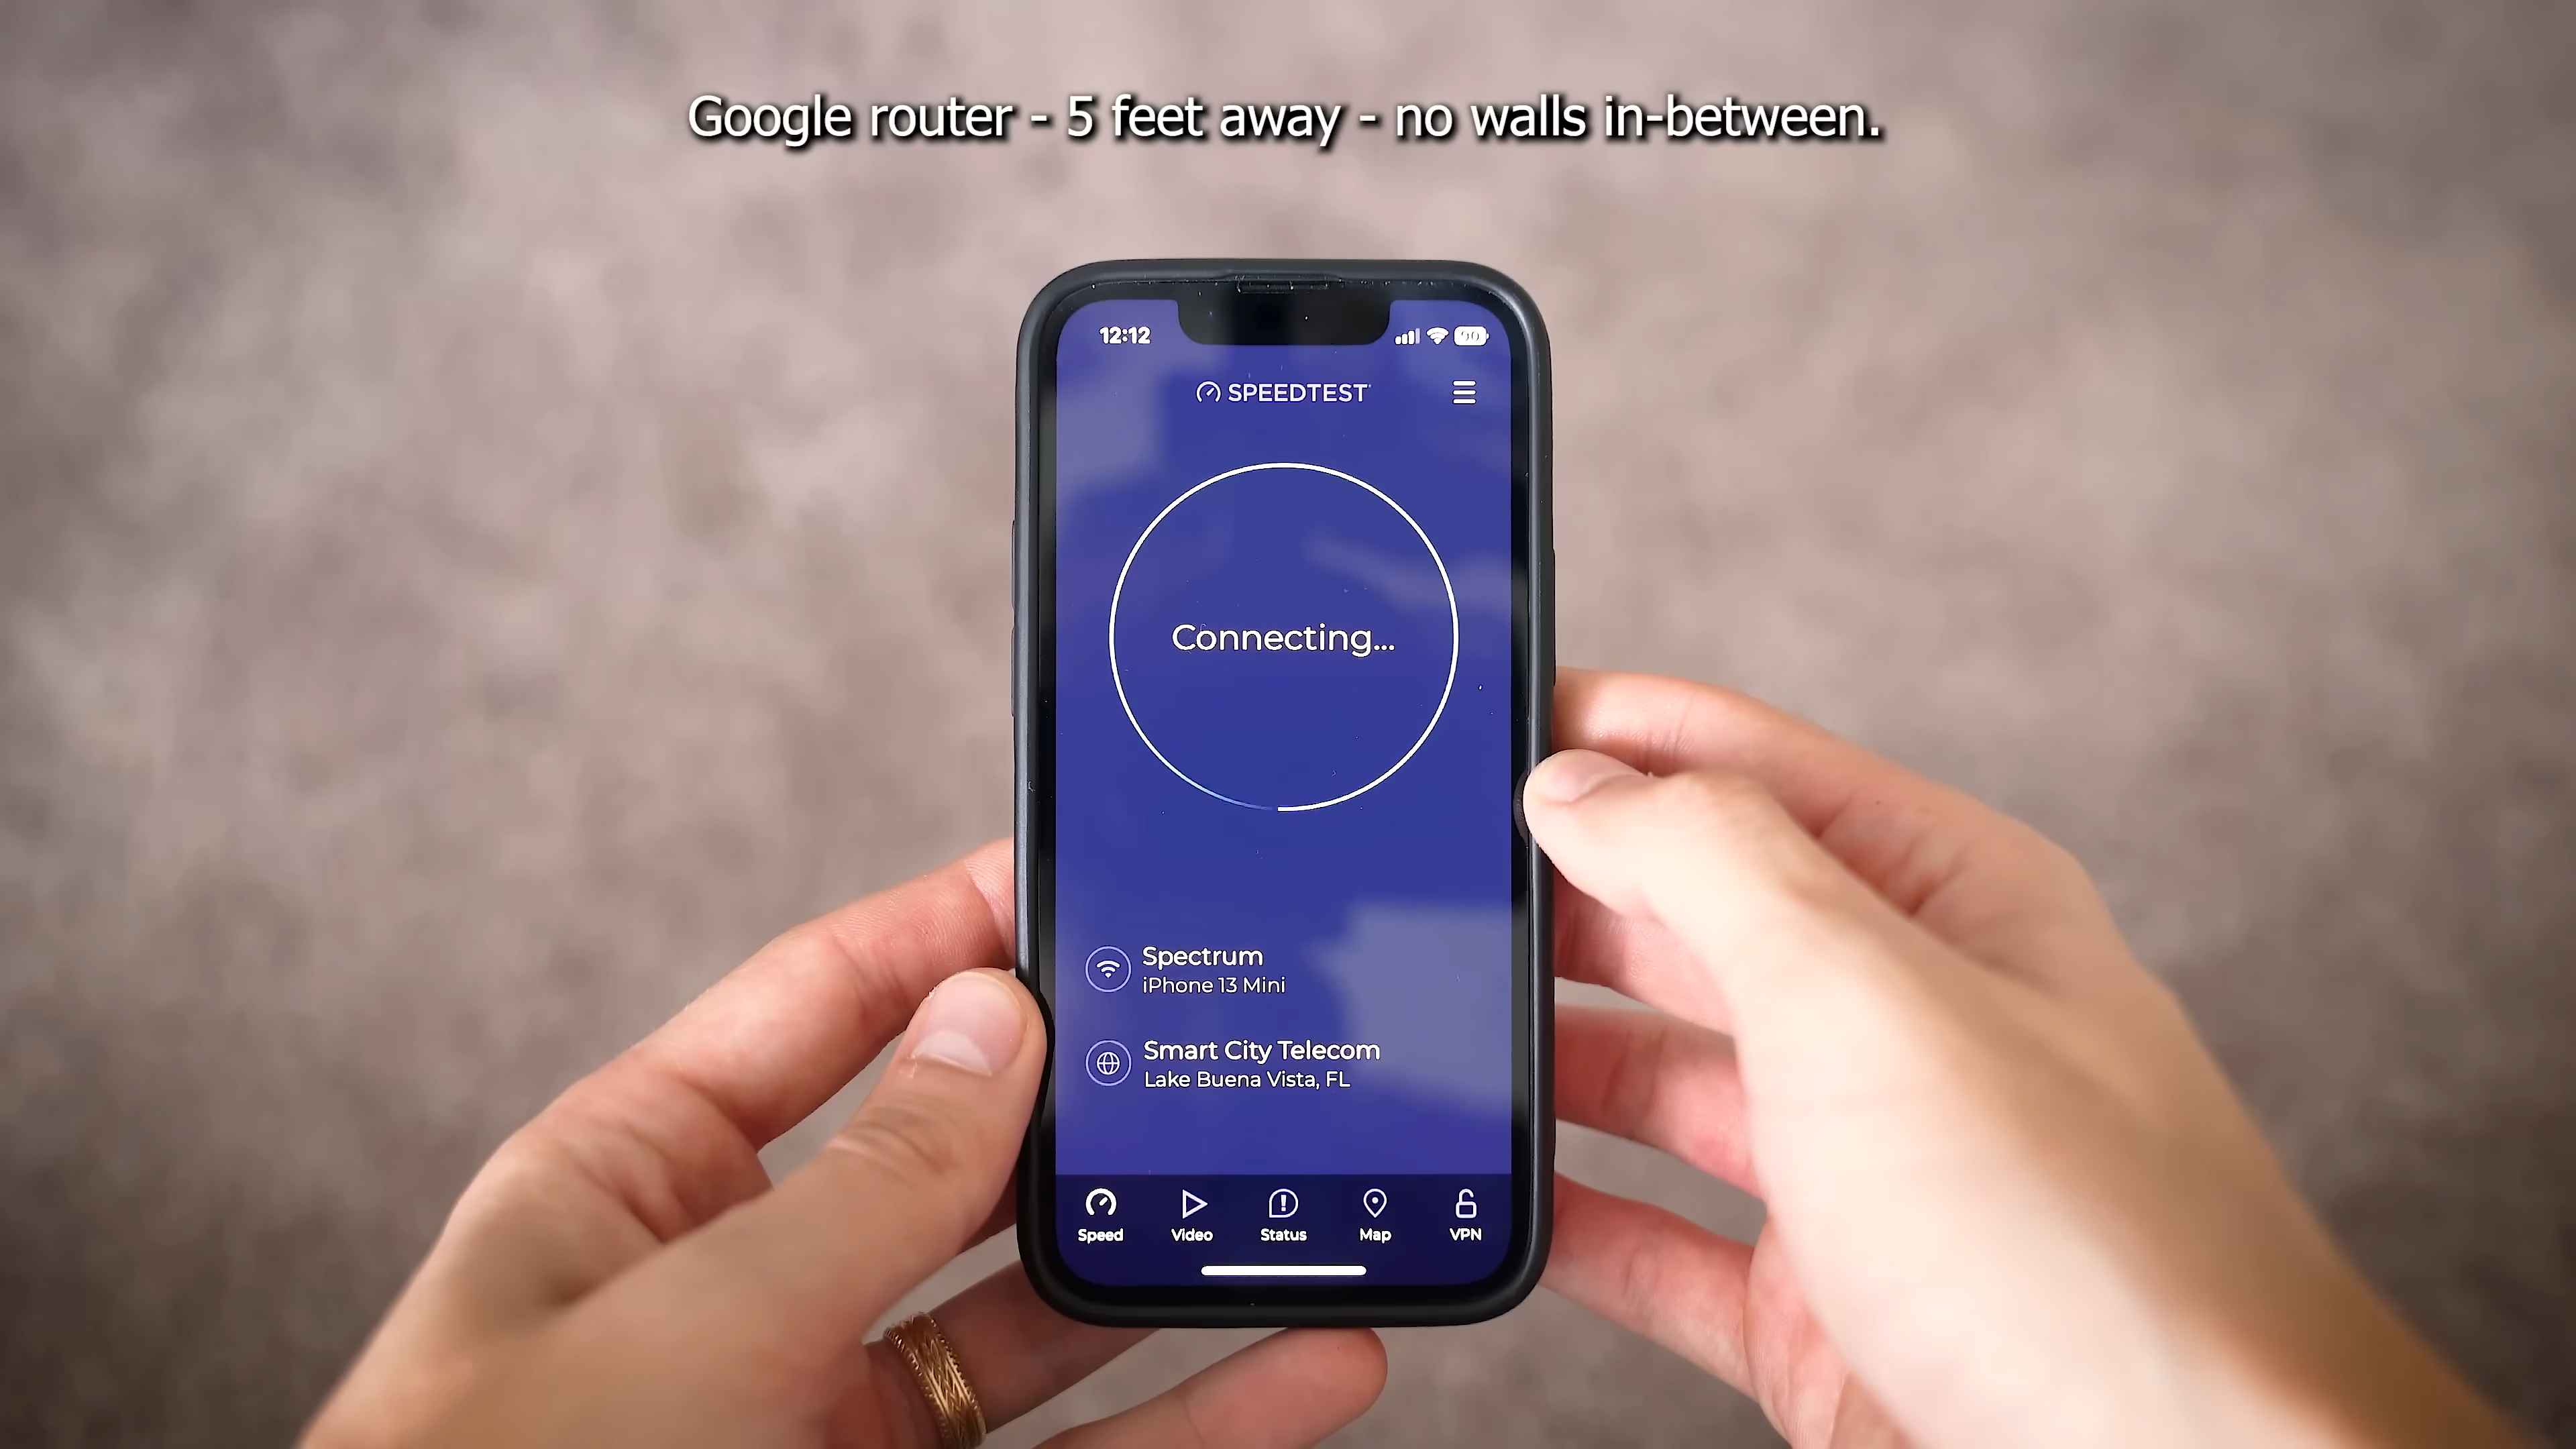 Google router - 5 feet away - no walls in-between.
12:12
90
SPEEDTEST
Connecting...
Spectrum
iPhone 13 Mini
Smart City Telecom
Lake Buena Vista, FL
Speed Video Status Map VPN